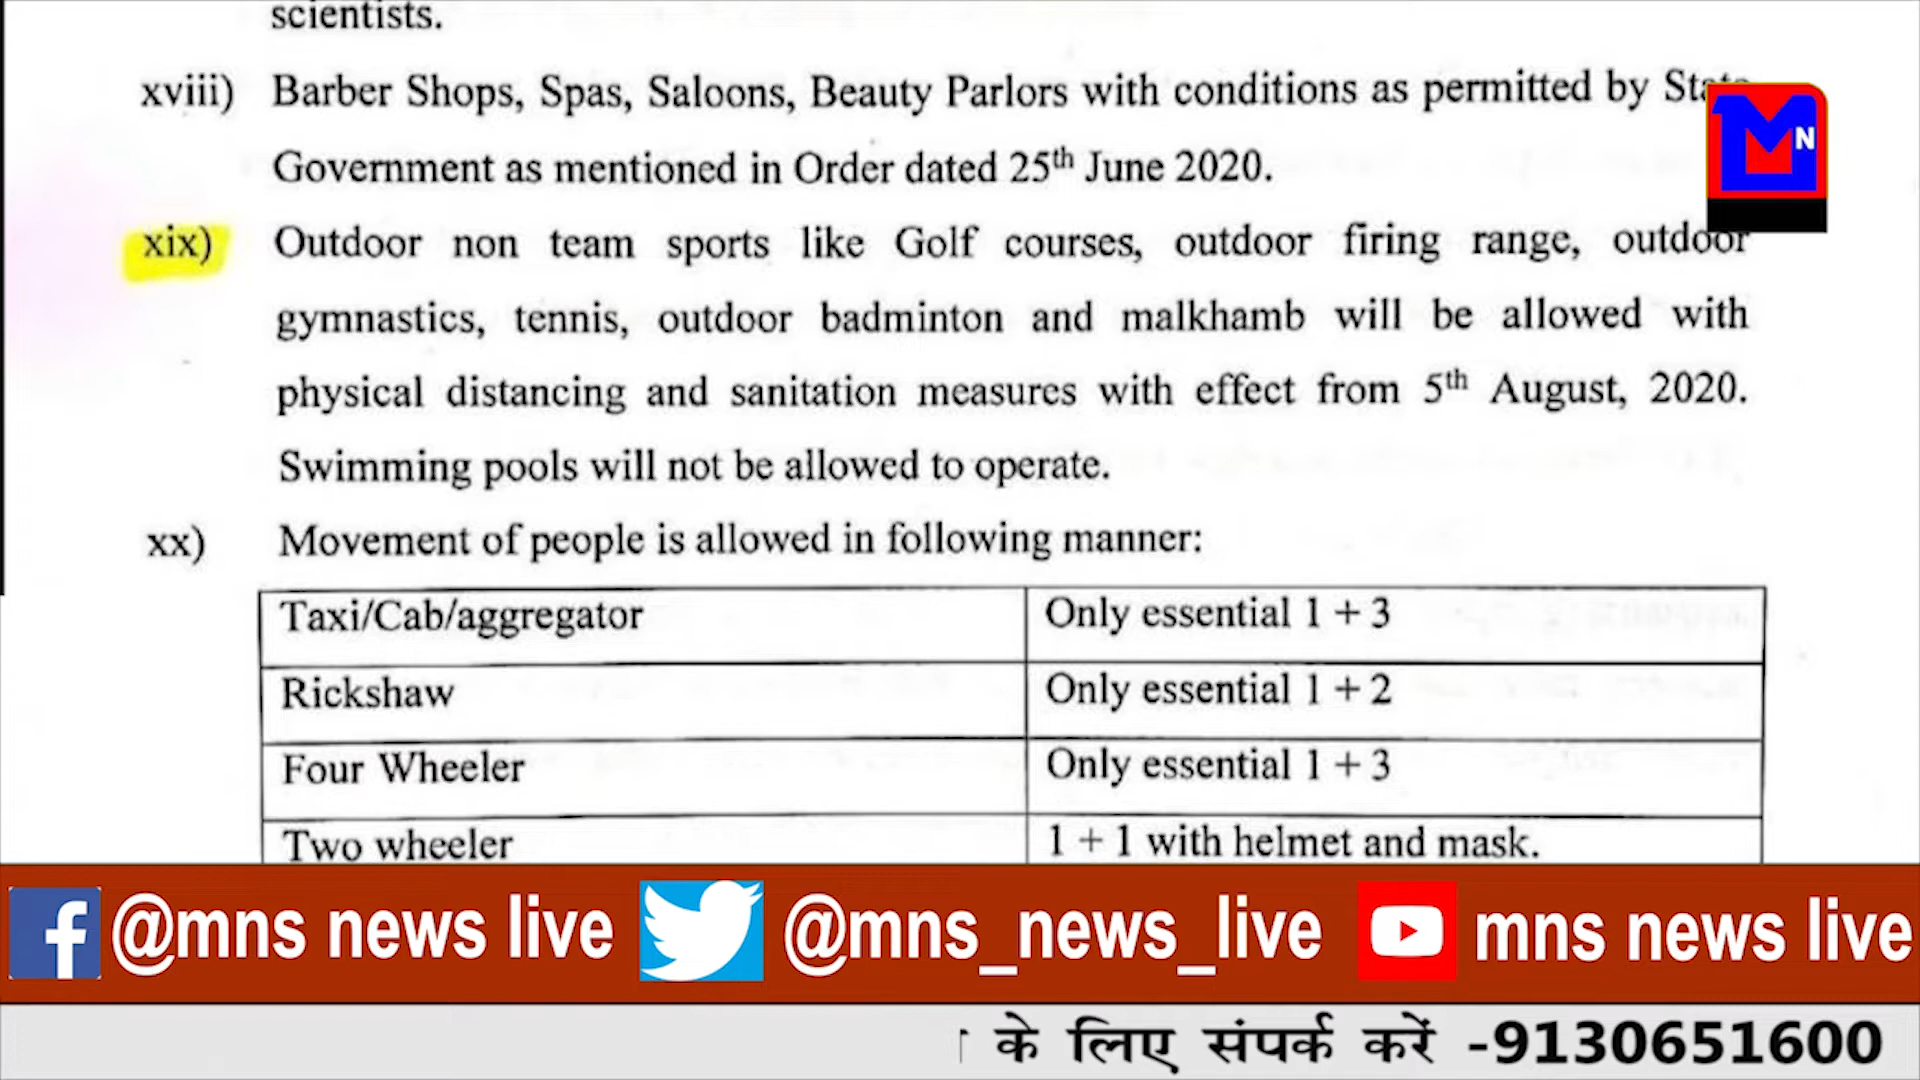 scientists.
xviii) Barber Shops, Spas, Saloons, Beauty Parlors with conditions as permitted by
Government as mentioned in Order dated 25th June 2020.
xix) Outdoor non team sports like Golf courses, outdoor firing range, outdoor
gymnastics, tennis, outdoor badminton and malkhamb will be allowed with
physical distancing and sanitation measures with effect from 5th August, 2020.
Swimming pools will not be allowed to operate.
xx) Movement of people is allowed in following manner:
Taxi/Cab/aggregator Only essential 1 + 3
Rickshaw Only essential 1 + 2
Four Wheeler Only essential 1 + 3
Two wheeler 1 + 1 with helmet and mask.
MN
@mns news live @mns_news_live mns news live
के लिए संपर्क करें -9130651600